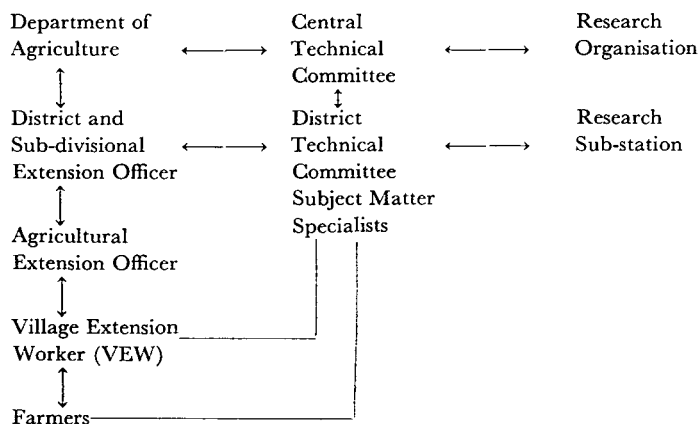 Department of
Agriculture
Central
Technical
Committee
Research
Organisation
District and
Sub-divisional
Extension Officer
District
Technical
Committee
Subject Matter
Specialists
Research
Sub-station
Agricultural
Extension Officer
Village Extension
Worker (VEW)
Farmers